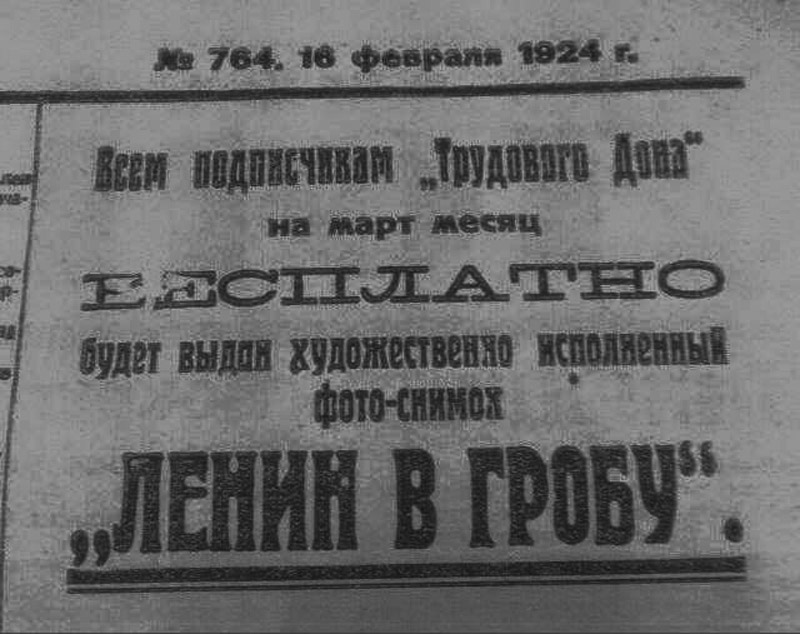 № 764. 16 февраля 1924 г.
Всем подписчикам „Трудового Дона“
на март месяц
БЕСПЛАТНО
будет выдан художественно исполненный
фото-снимок
„ЛЕНИН В ГРОБУ“.